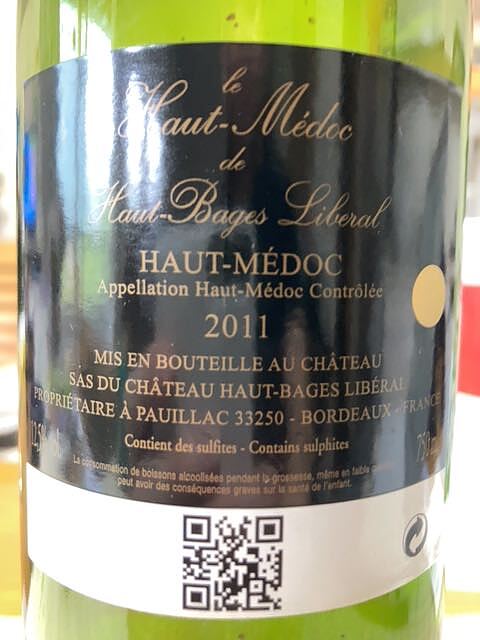 le
Haut-Médoc
de
Haut-Bages Libéral
HAUT-MÉDOC
Appellation Haut-Médoc Contrôlée
2011
MIS EN BOUTEILLE AU CHÂTEAU
SAS DU CHÂTEAU HAUT-BAGES LIBÉRAL
PROPRIÉTAIRE À PAUILLAC 33250 - BORDEAUX - FRANCE
Contient des sulfites - Contains sulphites
La consommation de boissons alcoolisées pendant la grossesse, même en faible
peut avoir des conséquences graves sur la santé de l'enfant.